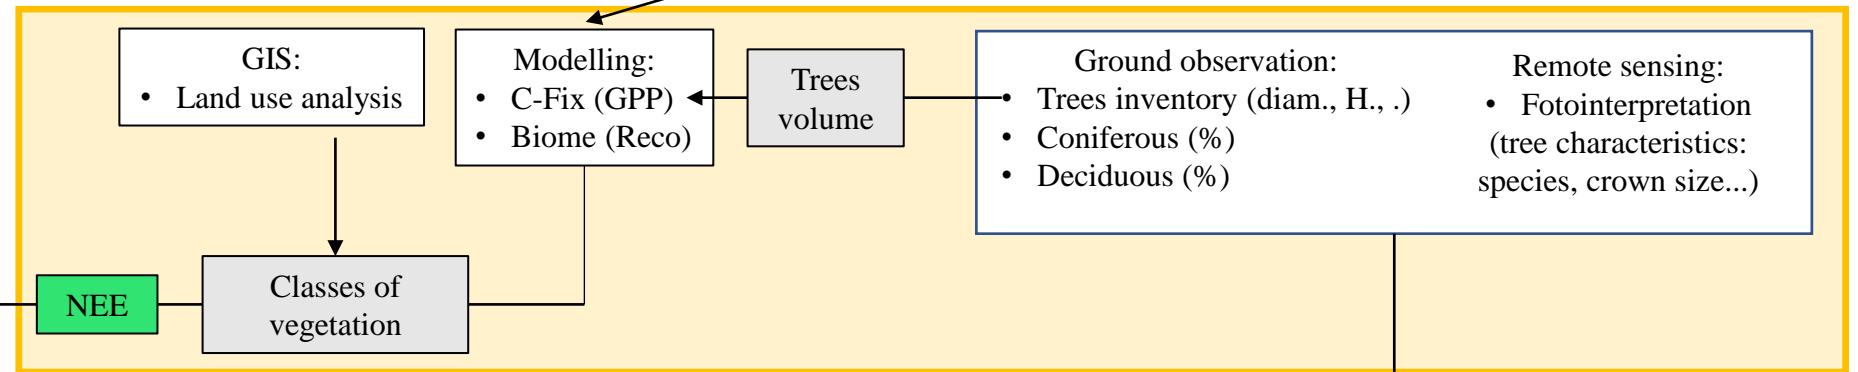 GIS:
• Land use analysis
Modelling:
• C-Fix (GPP)
• Biome (Reco)
Trees
volume
Ground observation:
• Trees inventory (diam., H., .)
• Coniferous (%)
• Deciduous (%)
Remote sensing:
• Fotointerpretation
(tree characteristics:
species, crown size...)
NEE
Classes of
vegetation